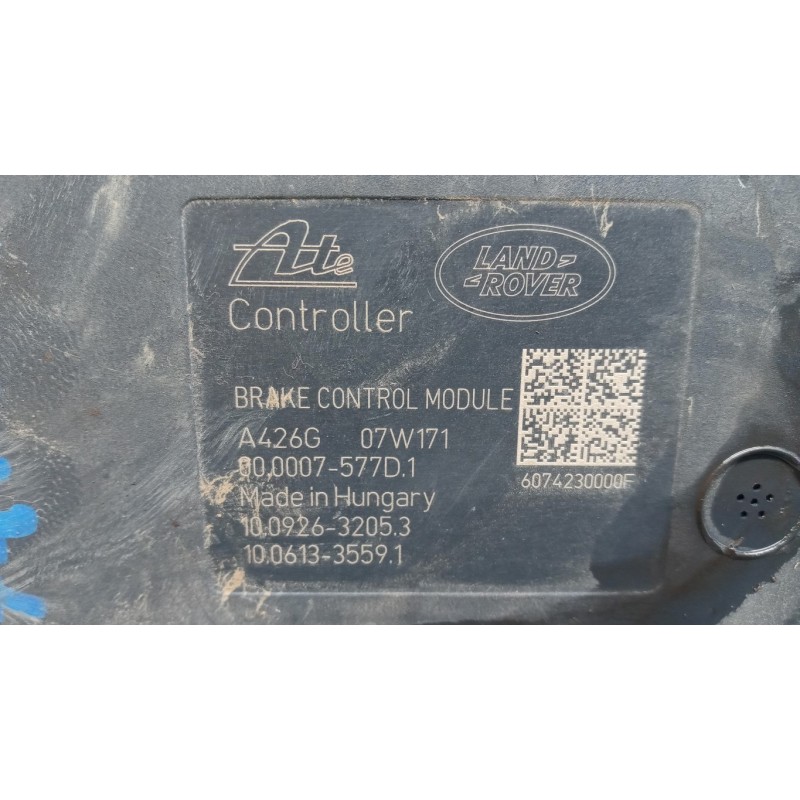 Ate
LAND
ROVER
Controller
BRAKE CONTROL MODULE
A426G 07W171
00.0007-577D.1
Made in Hungary
10.0926-3205.3
10.0613-3559.1
6074230000F